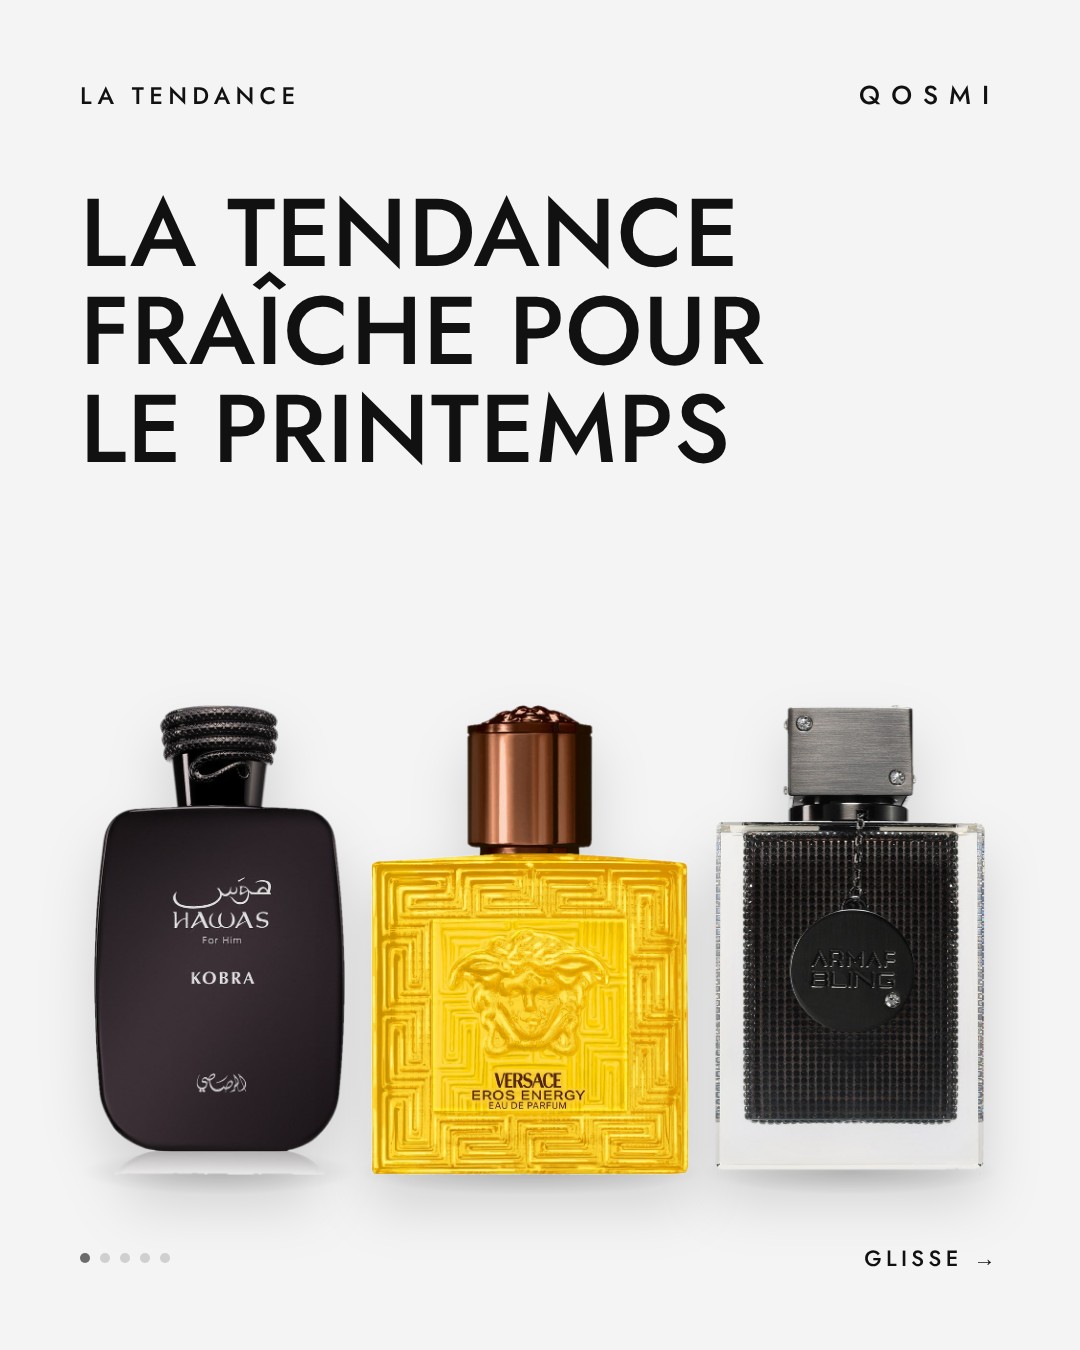 LA TENDANCE
QOSMI
LA TENDANCE
FRAÎCHE POUR
LE PRINTEMPS
هوس
HAWAS
For Him
KOBRA
الرصاصي
VERSACE
EROS ENERGY
EAU DE PARFUM
ARMAF
BLING
GLISSE →